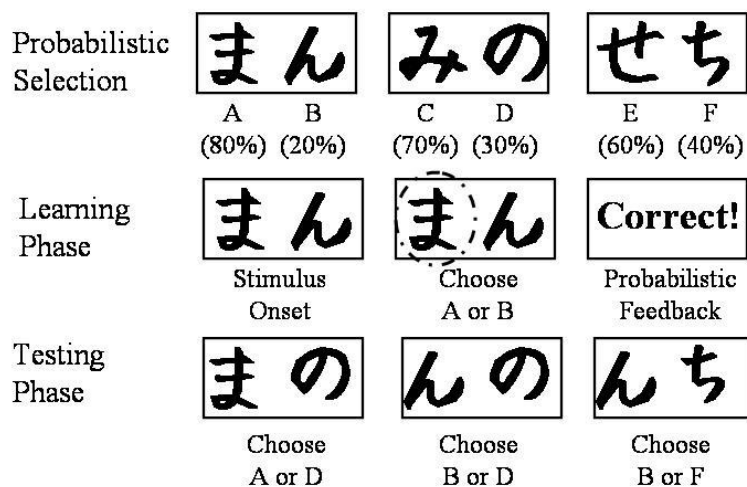 Probabilistic Selection
まん
みの
せち
A B
(80%) (20%)
C D
(70%) (30%)
E F
(60%) (40%)
Learning Phase
まん
まん
Correct!
Stimulus Onset
Choose A or B
Probabilistic Feedback
Testing Phase
まの
んの
んち
Choose A or D
Choose B or D
Choose B or F